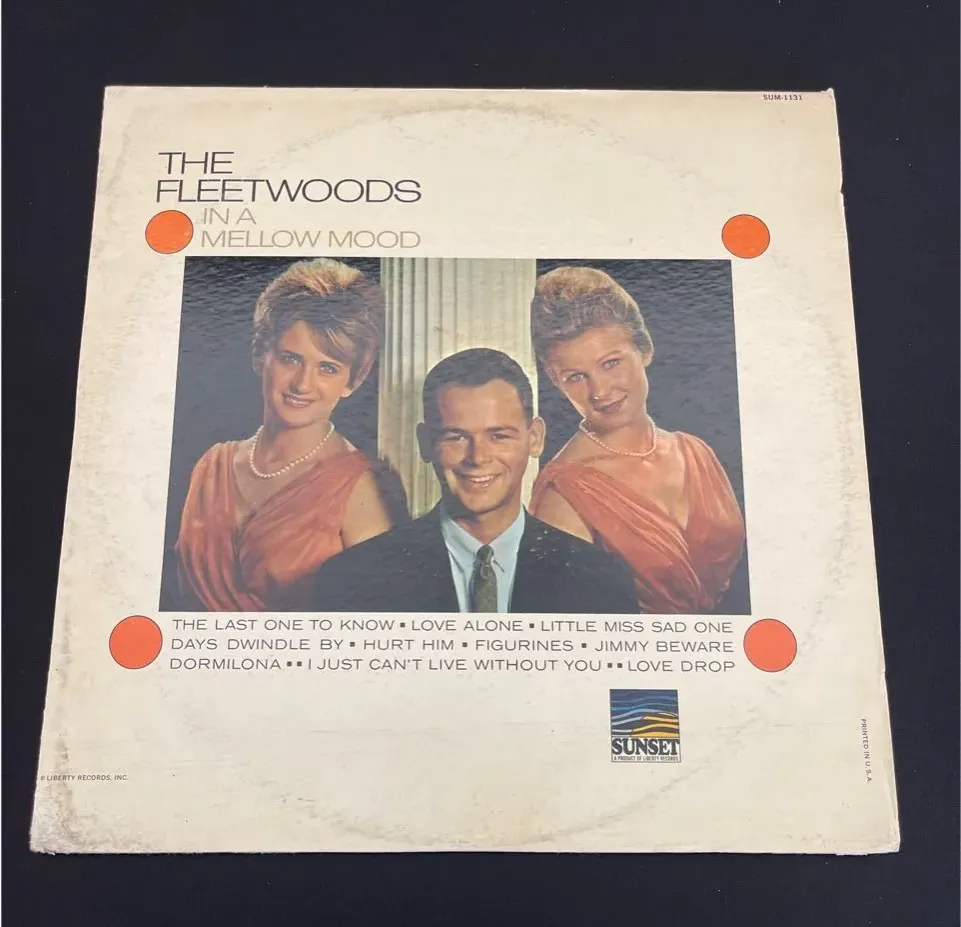 SUM-1131
THE
FLEETWOODS
IN A
MELLOW MOOD
THE LAST ONE TO KNOW ▪ LOVE ALONE ▪ LITTLE MISS SAD ONE
DAYS DWINDLE BY ▪ HURT HIM ▪ FIGURINES ▪ JIMMY BEWARE
DORMILONA ▪▪ I JUST CAN'T LIVE WITHOUT YOU ▪▪ LOVE DROP
SUNSET
A PRODUCT OF LIBERTY RECORDS
© LIBERTY RECORDS, INC.
PRINTED IN U.S.A.